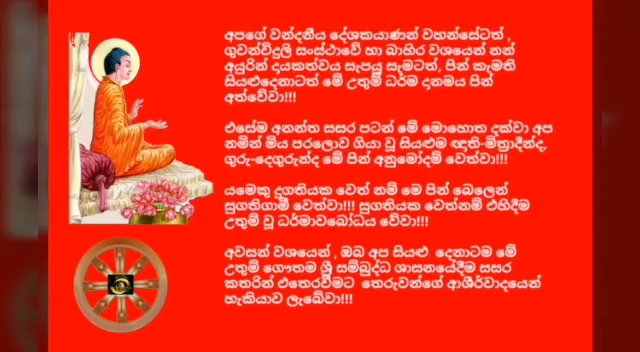 අපගේ වන්දනීය දේශකයාණන් වහන්සේටත් ,
ගුවන්විදුලි සංස්ථාවේ හා බාහිර වශයෙන් නන්
අයුරින් දායකත්වය සැපයූ සැමටත්, පින් කැමති
සියළුදෙනාටත් මේ උතුම් ධර්ම දානමය පින්
අත්වේවා!!!
එසේම අනන්ත සසර පටන් මේ මොහොත දක්වා අප
නමින් මිය පරලොව ගියා වූ සියළුම ඥාති-මිත්‍රාදීන්ද,
ගුරු-දෙගුරුන්ද මේ පින් අනුමෝදම් වෙත්වා!!!
යමෙකු දුගතියක වෙත් නම් මෙ පින් බෙලෙන්
සුගතිගාමී වෙත්වා!!! සුගතියක වෙත්නම් එහිදීම
උතුම් වූ ධර්මාවබෝධය වේවා!!!
අවසන් වශයෙන් , ඔබ අප සියළු දෙනාටම මේ
උතුම් ගෞතම ශ්‍රී සම්බුද්ධ ශාසනයේදීම සසර
කතරින් එතෙරවීමට තෙරුවන්ගේ ආශීර්වාදයෙන්
හැකියාව ලැබේවා!!!